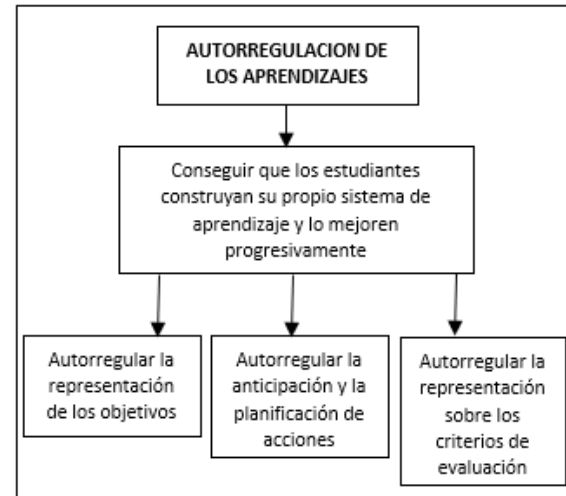 AUTORREGULACION DE
LOS APRENDIZAJES
Conseguir que los estudiantes
construyan su propio sistema de
aprendizaje y lo mejoren
progresivamente
Autorregular la
representación
de los objetivos
Autorregular la
anticipación y la
planificación de
acciones
Autorregular la
representación
sobre los
criterios de
evaluación